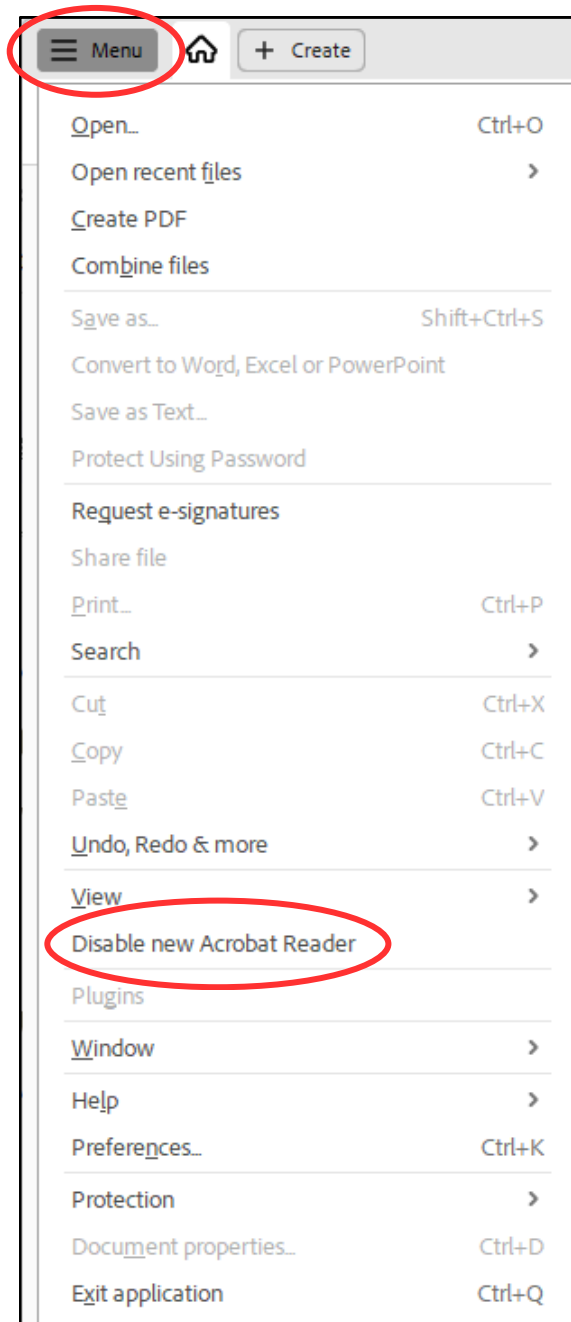 Menu + Create
Open... Ctrl+O
Open recent files >
Create PDF
Combine files
Save as... Shift+Ctrl+S
Convert to Word, Excel or PowerPoint
Save as Text...
Protect Using Password
Request e-signatures
Share file
Print... Ctrl+P
Search >
Cut Ctrl+X
Copy Ctrl+C
Paste Ctrl+V
Undo, Redo & more >
View >
Disable new Acrobat Reader
Plugins
Window >
Help >
Preferences... Ctrl+K
Protection >
Document properties... Ctrl+D
Exit application Ctrl+Q